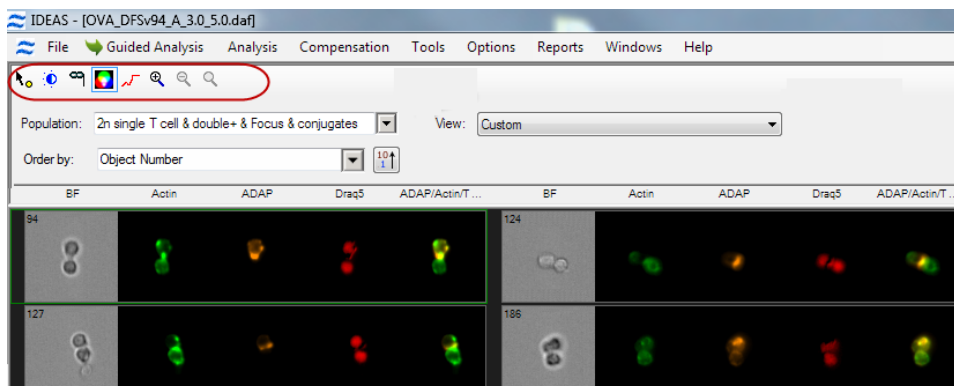 IDEAS - [OVA_DFSv94_A_3.0_5.0.daf]
File Guided Analysis Analysis Compensation Tools Options Reports Windows Help
Population: 2n single T cell & double+ & Focus & conjugates View: Custom
Order by: Object Number 10 1
BF Actin ADAP Draq5 ADAP/Actin/T... BF Actin ADAP Draq5 ADAP/Actin/T...
94 124
127 186